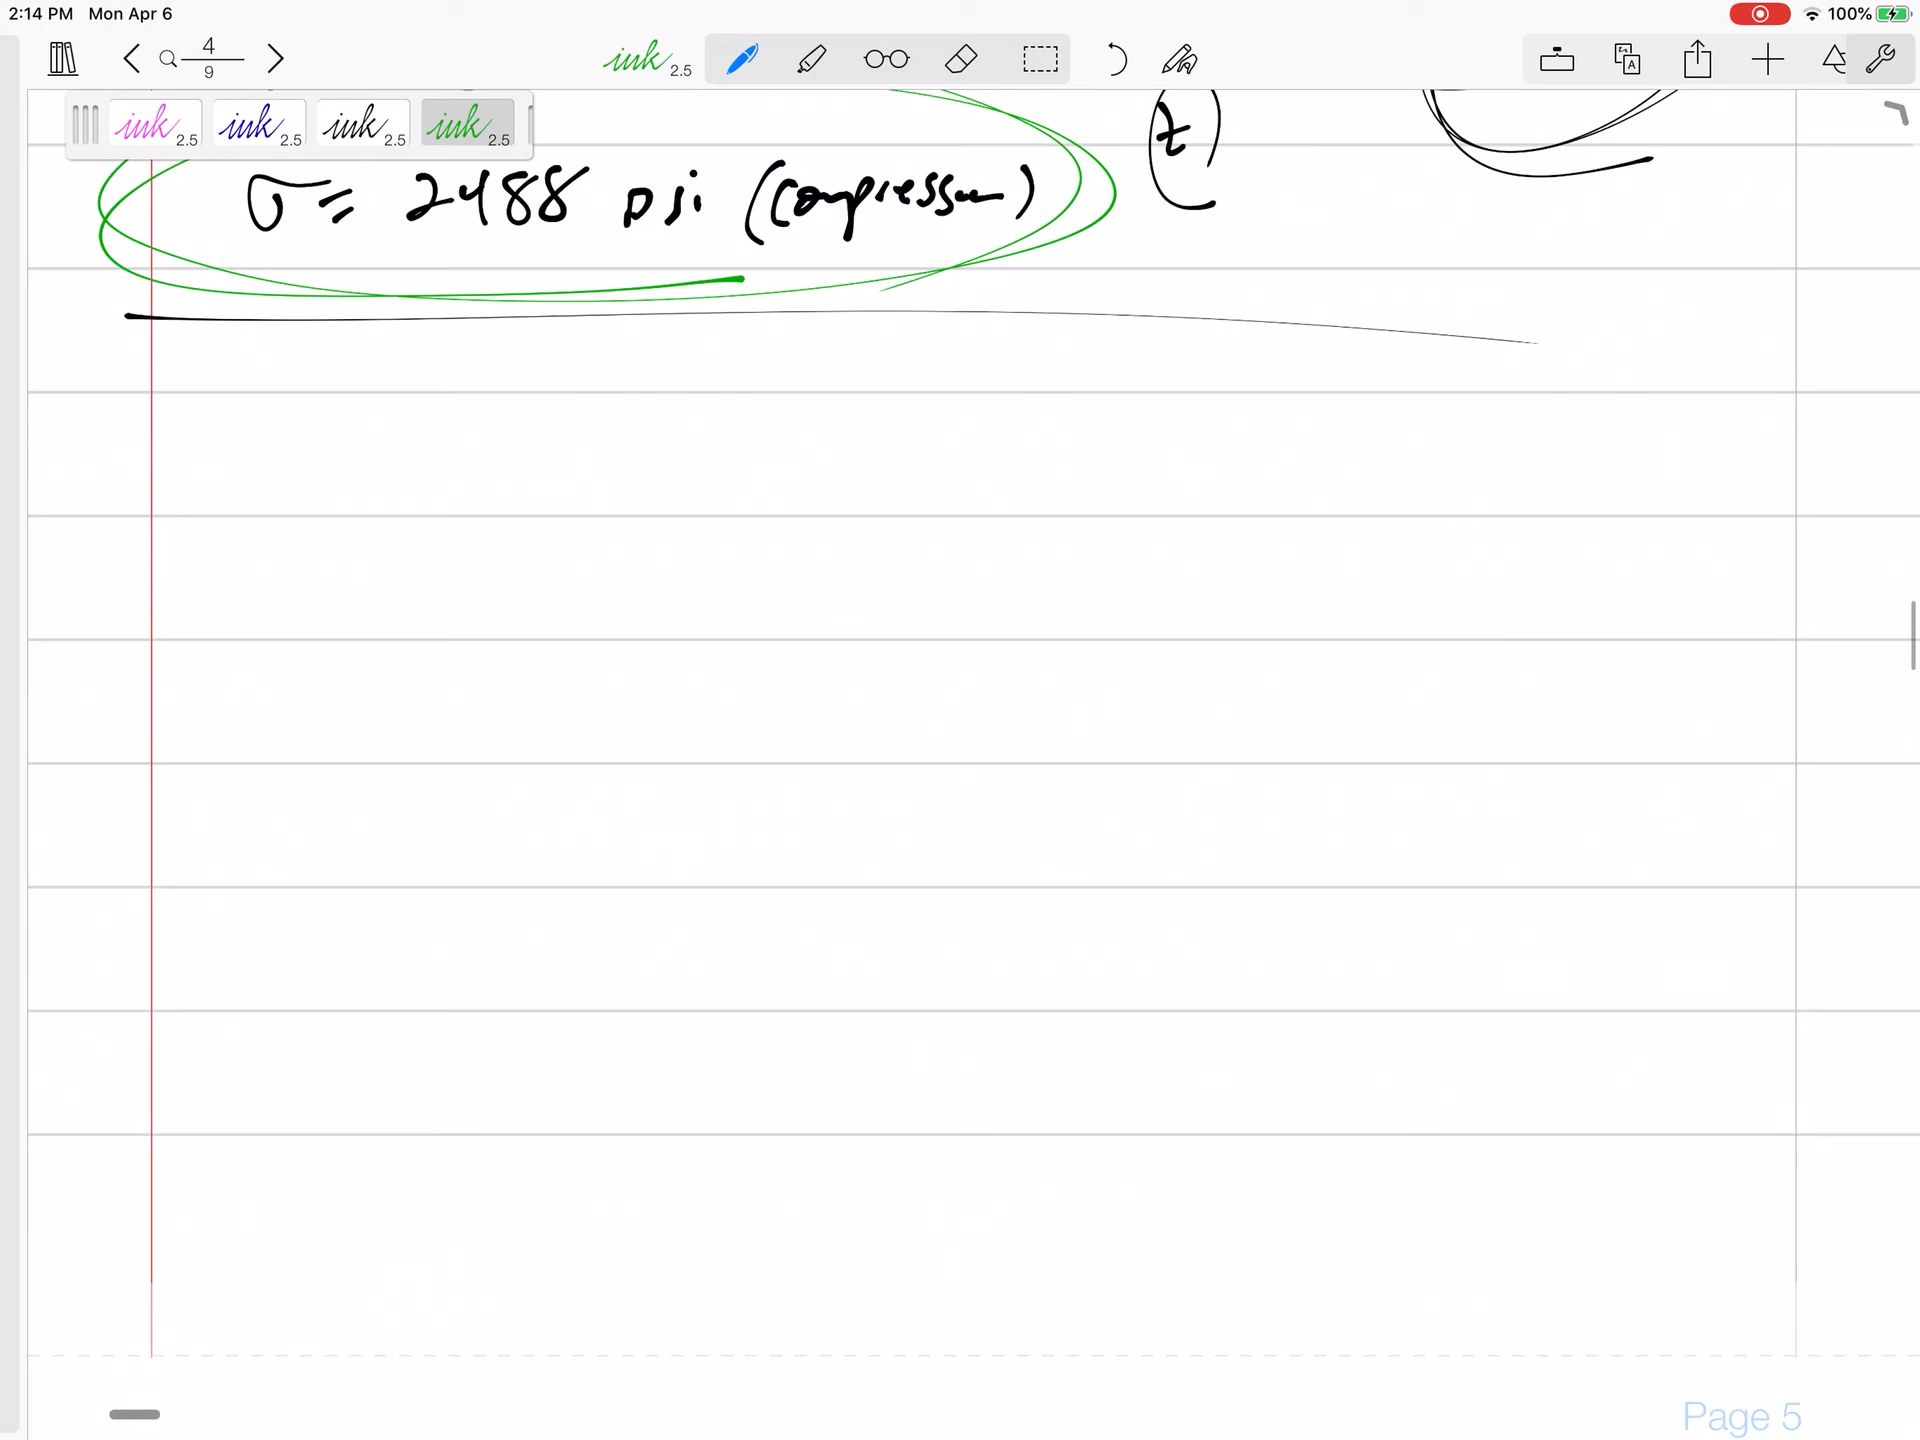 2:14 PM Mon Apr 6
100%
4
9
ink 2.5
A
ink 2.5 ink 2.5 ink 2.5 ink 2.5
σ = 2488 psi (compression)
Page 5